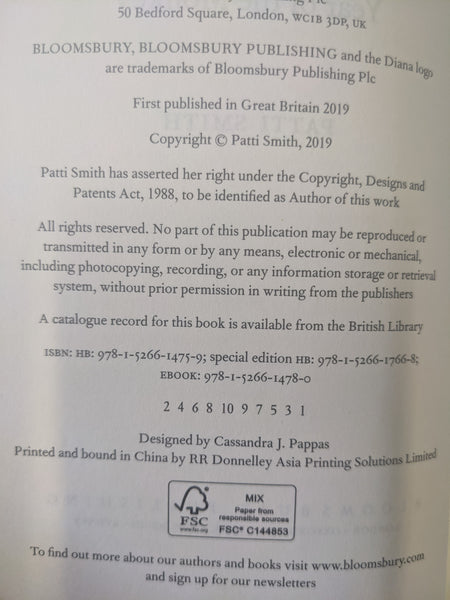 50 Bedford Square, London, WC1B 3DP, UK
BLOOMSBURY, BLOOMSBURY PUBLISHING and the Diana logo
are trademarks of Bloomsbury Publishing Plc
First published in Great Britain 2019
Copyright © Patti Smith, 2019
Patti Smith has asserted her right under the Copyright, Designs and
Patents Act, 1988, to be identified as Author of this work
All rights reserved. No part of this publication may be reproduced or
transmitted in any form or by any means, electronic or mechanical,
including photocopying, recording, or any information storage or retrieval
system, without prior permission in writing from the publishers
A catalogue record for this book is available from the British Library
ISBN: HB: 978-1-5266-1475-9; special edition HB: 978-1-5266-1766-8;
EBOOK: 978-1-5266-1478-0
2 4 6 8 10 9 7 5 3 1
Designed by Cassandra J. Pappas
Printed and bound in China by RR Donnelley Asia Printing Solutions Limited
FSC
www.fsc.org
MIX
Paper from
responsible sources
FSC® C144853
To find out more about our authors and books visit www.bloomsbury.com
and sign up for our newsletters